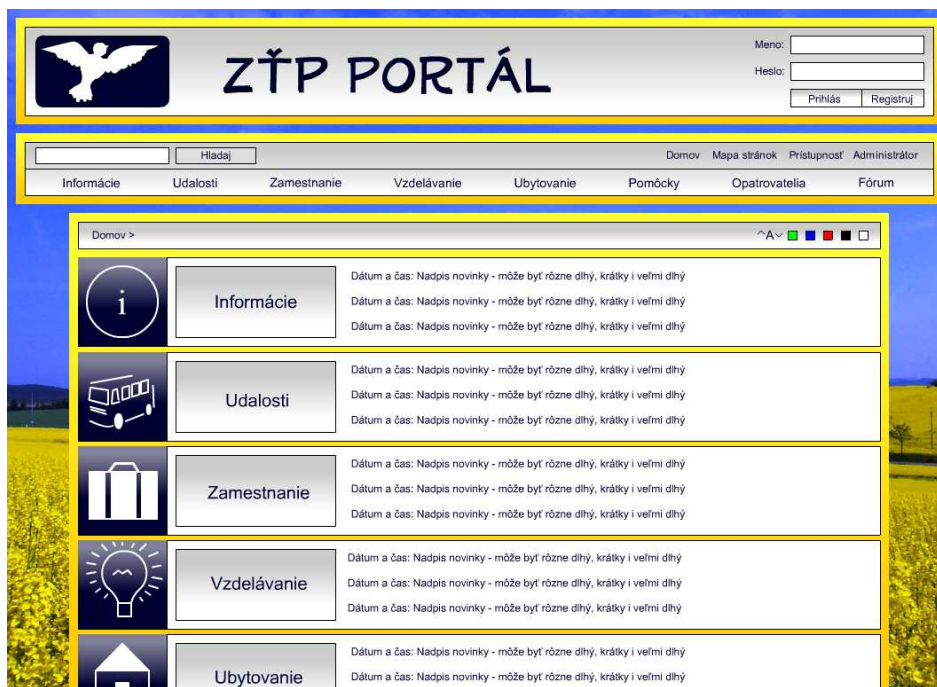 ZŤP PORTÁL
Meno:
Heslo:
Prihlás Registruj
Hladaj Domov Mapa stránok Prístupnosť Administrátor
Informácie Udalosti Zamestnanie Vzdelávanie Ubytovanie Pomôcky Opatrovatelia Fórum
Domov > ^A
i
Informácie
Dátum a čas: Nadpis novinky - môže byť rôzne dlhý, krátky i veľmi dlhý
Dátum a čas: Nadpis novinky - môže byť rôzne dlhý, krátky i veľmi dlhý
Dátum a čas: Nadpis novinky - môže byť rôzne dlhý, krátky i veľmi dlhý
Udalosti
Dátum a čas: Nadpis novinky - môže byť rôzne dlhý, krátky i veľmi dlhý
Dátum a čas: Nadpis novinky - môže byť rôzne dlhý, krátky i veľmi dlhý
Dátum a čas: Nadpis novinky - môže byť rôzne dlhý, krátky i veľmi dlhý
Zamestnanie
Dátum a čas: Nadpis novinky - môže byť rôzne dlhý, krátky i veľmi dlhý
Dátum a čas: Nadpis novinky - môže byť rôzne dlhý, krátky i veľmi dlhý
Dátum a čas: Nadpis novinky - môže byť rôzne dlhý, krátky i veľmi dlhý
Vzdelávanie
Dátum a čas: Nadpis novinky - môže byť rôzne dlhý, krátky i veľmi dlhý
Dátum a čas: Nadpis novinky - môže byť rôzne dlhý, krátky i veľmi dlhý
Dátum a čas: Nadpis novinky - môže byť rôzne dlhý, krátky i veľmi dlhý
Ubytovanie
Dátum a čas: Nadpis novinky - môže byť rôzne dlhý, krátky i veľmi dlhý
Dátum a čas: Nadpis novinky - môže byť rôzne dlhý, krátky i veľmi dlhý